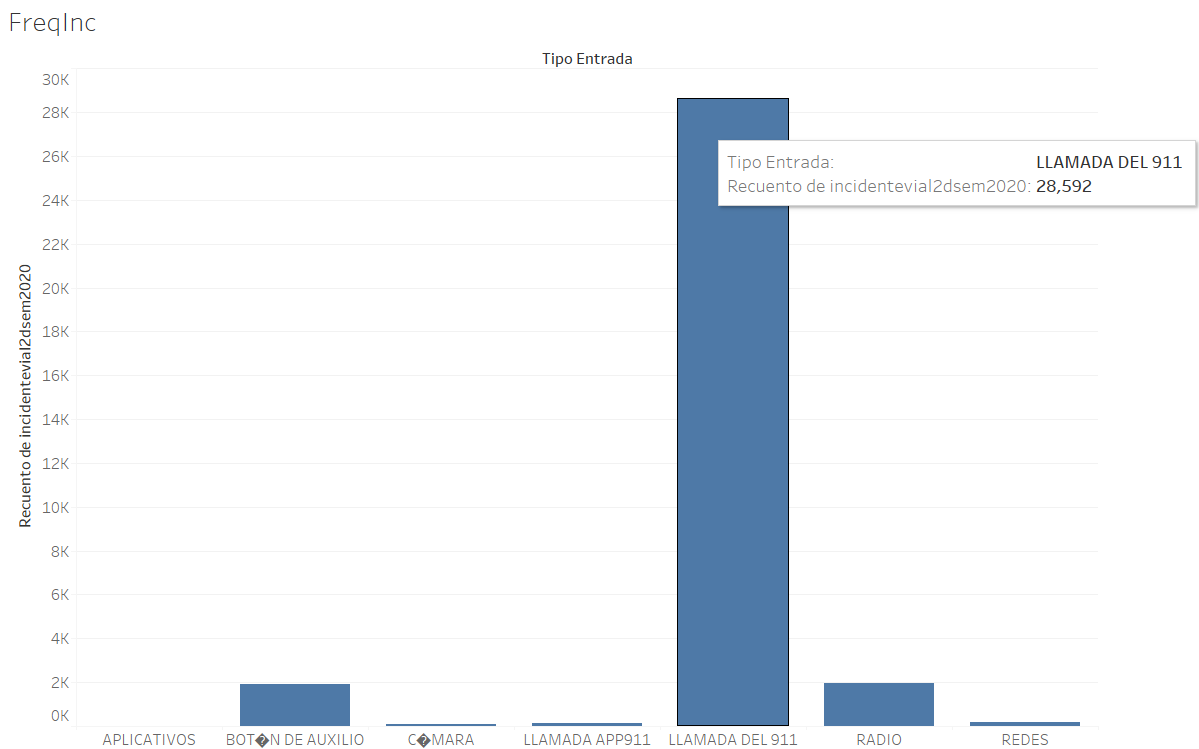 FreqInc
Tipo Entrada
30K
28K
26K
24K
22K
20K
18K
16K
14K
12K
10K
8K
6K
4K
2K
0K
Recuento de incidentevial2dsem2020
Tipo Entrada: LLAMADA DEL 911
Recuento de incidentevial2dsem2020: 28,592
APLICATIVOS BOT�N DE AUXILIO C�MARA LLAMADA APP911 LLAMADA DEL 911 RADIO REDES